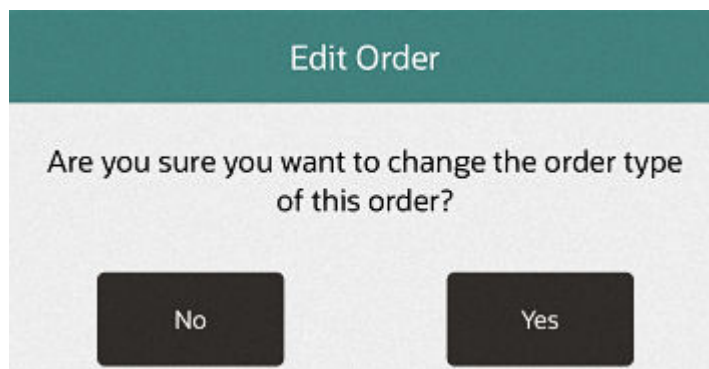 Edit Order
Are you sure you want to change the order type
of this order?
No
Yes